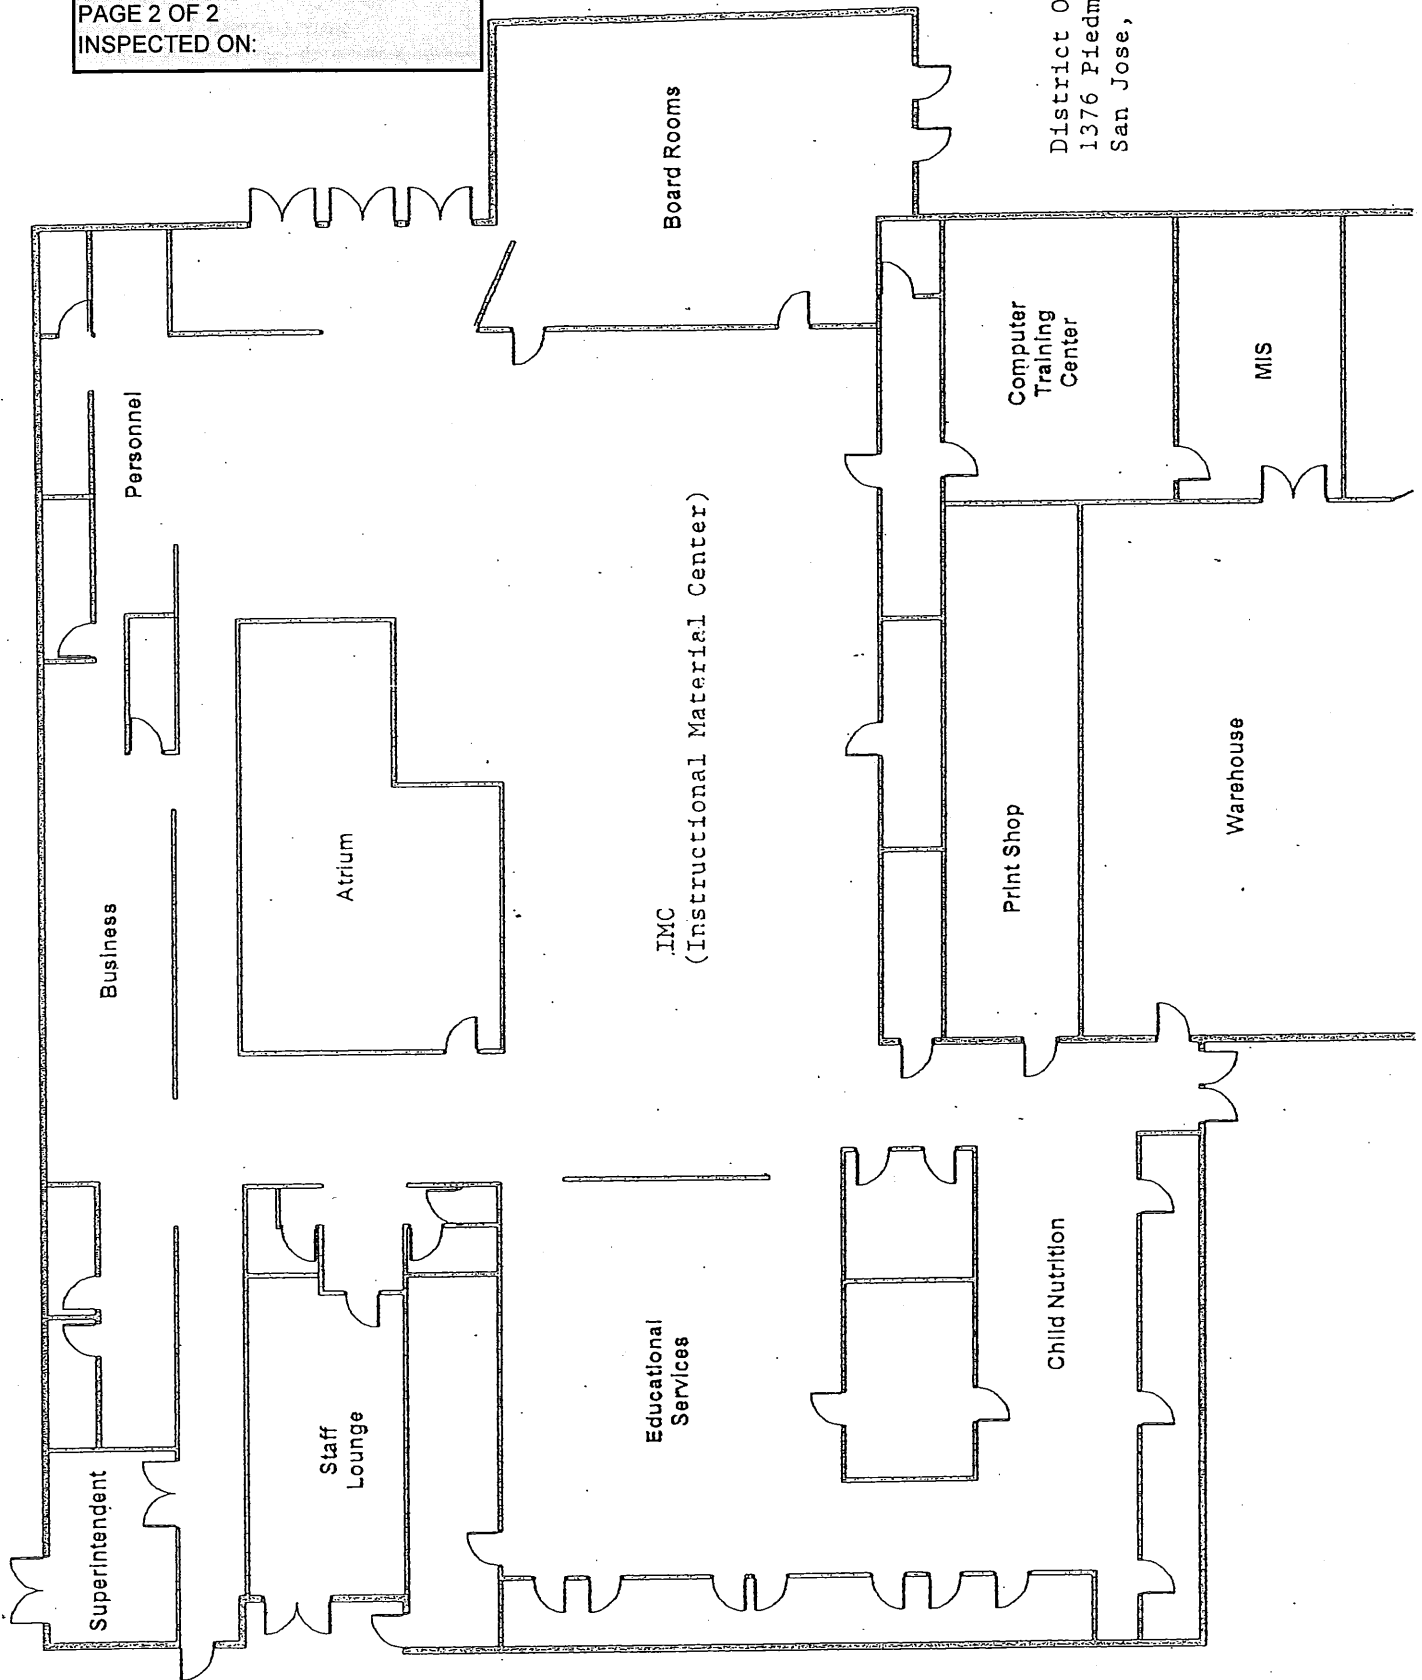 PAGE 2 OF 2
INSPECTED ON:
District O
1376 Piedm
San Jose,
Board Rooms
Personnel
Computer
Training
Center
MIS
IMC
(Instructional Material Center)
Business
Atrium
Print Shop
Warehouse
Superintendent
Staff
Lounge
Educational
Services
Child Nutrition